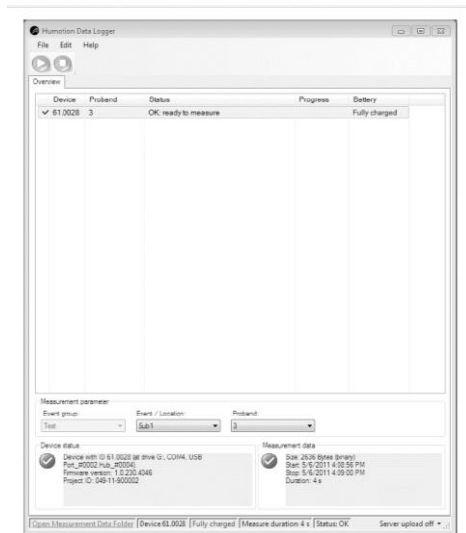 Humotion Data Logger
File Edit Help
Overview
Device Proband Status Progress Battery
61.0028 3 OK: ready to measure Fully charged
Measurement parameter
Event group: Event / Location: Proband:
Test Sub1 3
Device status Measurement data
Device with ID 61.0028 (at drive G:, COM4, USB
Port_#0002.Hub_#0004)
Firmware version: 1.0.230.4046
Project ID: 049-11-900002
Size: 2636 Bytes (binary)
Start: 5/6/2011 4:08:56 PM
Stop: 5/6/2011 4:09:00 PM
Duration: 4 s
Open Measurement Data Folder Device 61.0028 Fully charged Measure duration 4 s Status: OK Server upload off